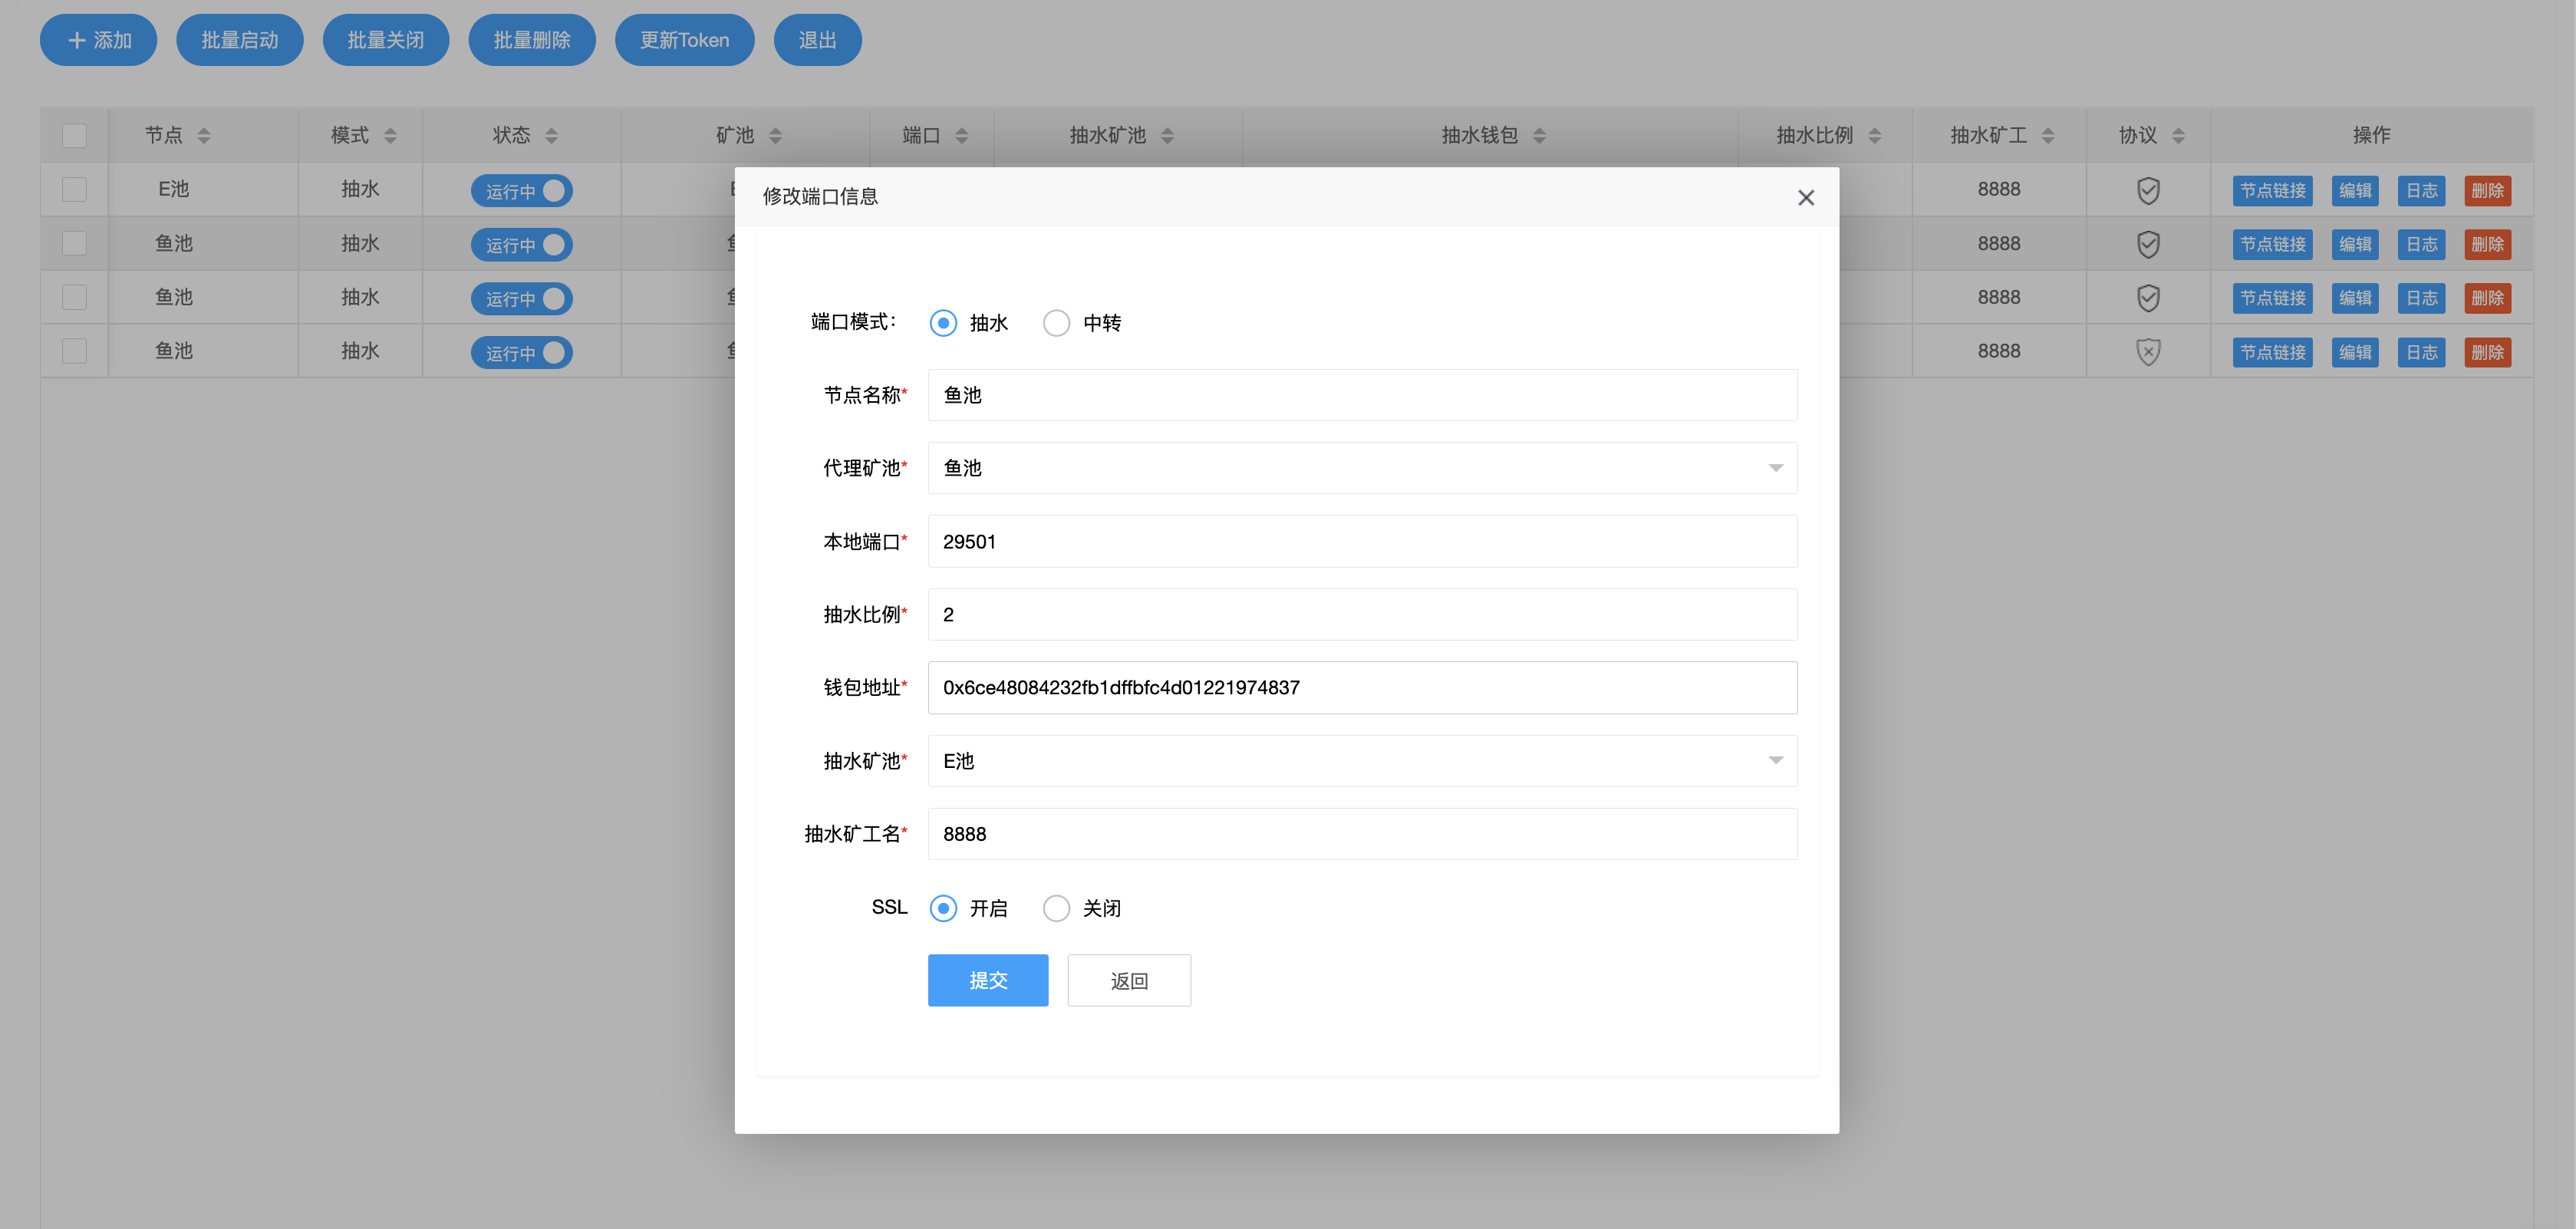 + 添加 批量启动 批量关闭 批量删除 更新Token 退出
节点 模式 状态 矿池 端口 抽水矿池 抽水钱包 抽水比例 抽水矿工 协议 操作
E池 抽水 运行中 8888 节点链接 编辑 日志 删除
鱼池 抽水 运行中 8888 节点链接 编辑 日志 删除
鱼池 抽水 运行中 8888 节点链接 编辑 日志 删除
鱼池 抽水 运行中 8888 节点链接 编辑 日志 删除
修改端口信息
端口模式: 抽水 中转
节点名称* 鱼池
代理矿池* 鱼池
本地端口* 29501
抽水比例* 2
钱包地址* 0x6ce48084232fb1dffbfc4d01221974837
抽水矿池* E池
抽水矿工名* 8888
SSL 开启 关闭
提交 返回